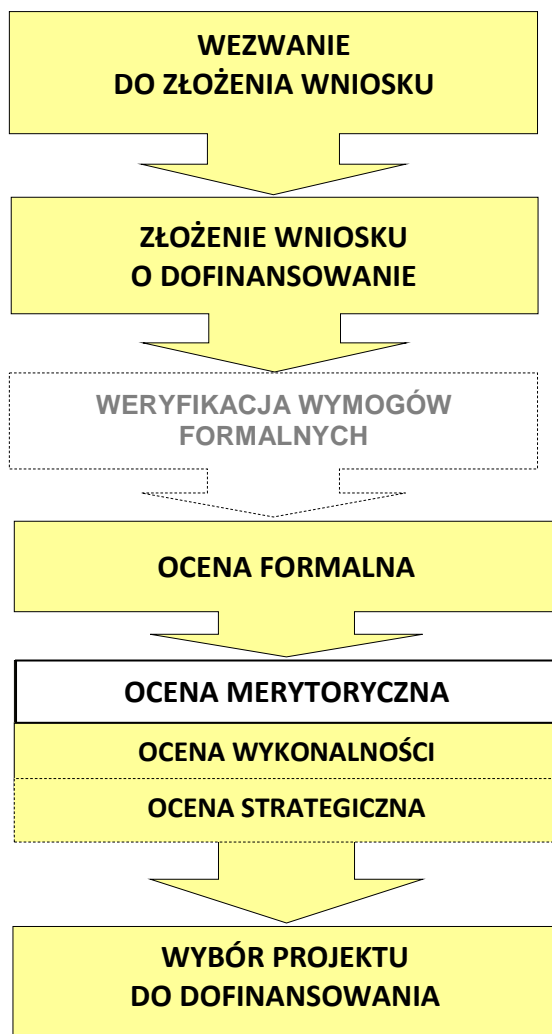 WEZWANIE
DO ZŁOŻENIA WNIOSKU
ZŁOŻENIE WNIOSKU
O DOFINANSOWANIE
WERYFIKACJA WYMOGÓW
FORMALNYCH
OCENA FORMALNA
OCENA MERYTORYCZNA
OCENA WYKONALNOŚCI
OCENA STRATEGICZNA
WYBÓR PROJEKTU
DO DOFINANSOWANIA